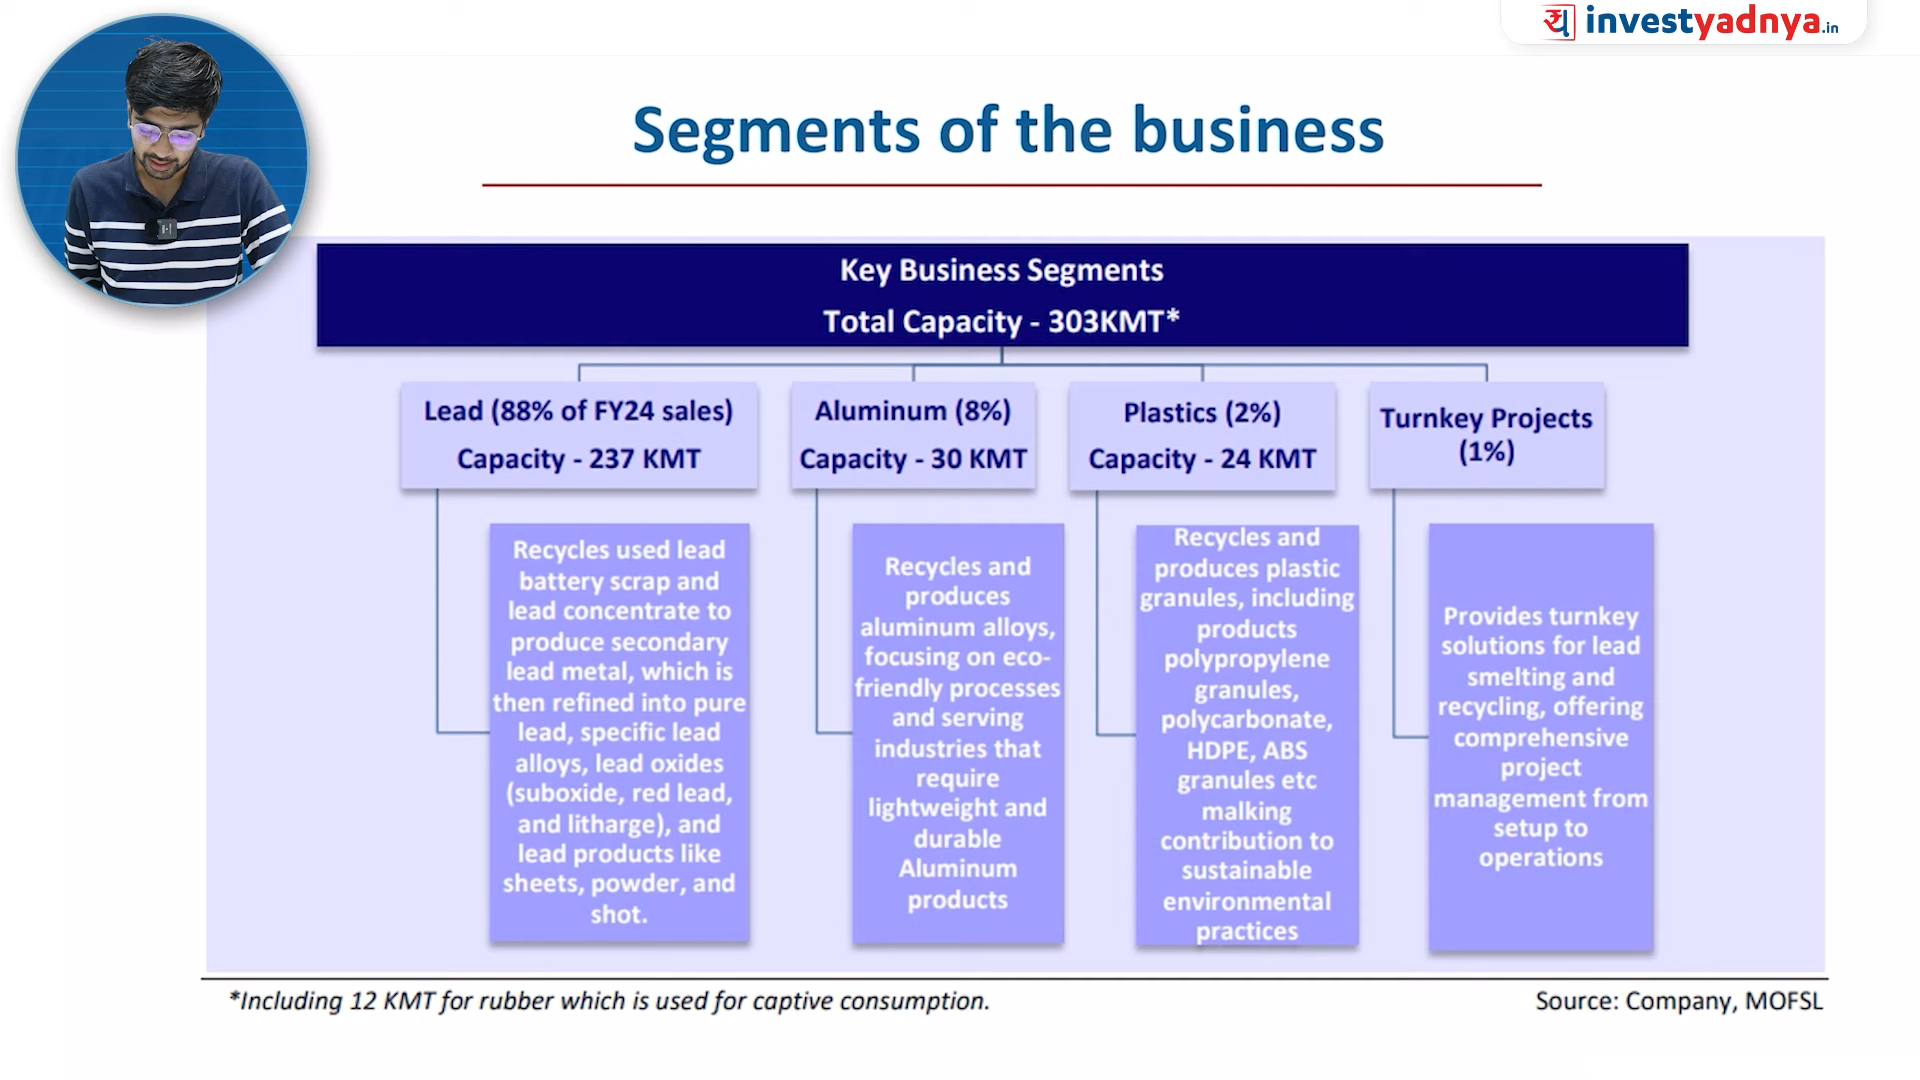 investyadnya.in
Segments of the business
Key Business Segments
Total Capacity - 303KMT*
Lead (88% of FY24 sales)
Capacity - 237 KMT
Aluminum (8%)
Capacity - 30 KMT
Plastics (2%)
Capacity - 24 KMT
Turnkey Projects
(1%)
Recycles used lead
battery scrap and
lead concentrate to
produce secondary
lead metal, which is
then refined into pure
lead, specific lead
alloys, lead oxides
(suboxide, red lead,
and litharge), and
lead products like
sheets, powder, and
shot.
Recycles and
produces
aluminum alloys,
focusing on eco-
friendly processes
and serving
industries that
require
lightweight and
durable
Aluminum
products
Recycles and
produces plastic
granules, including
products
polypropylene
granules,
polycarbonate,
HDPE, ABS
granules etc
malking
contribution to
sustainable
environmental
practices
Provides turnkey
solutions for lead
smelting and
recycling, offering
comprehensive
project
management from
setup to
operations
*Including 12 KMT for rubber which is used for captive consumption.
Source: Company, MOFSL